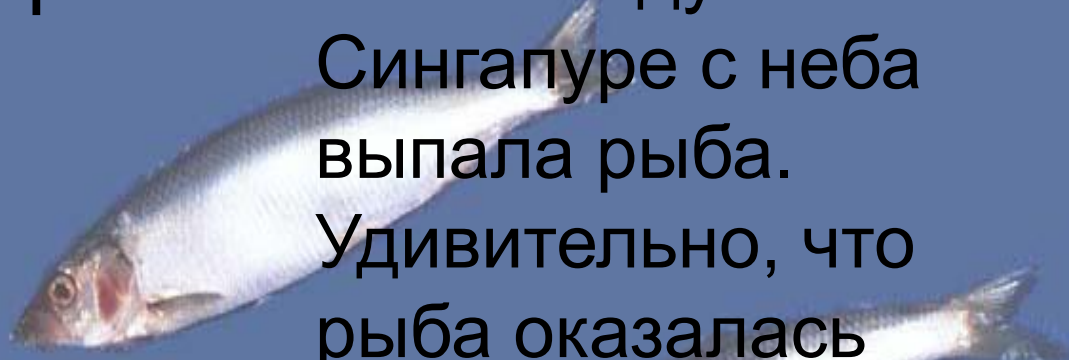 Сингапуре с неба
выпала рыба.
Удивительно, что
рыба оказалась